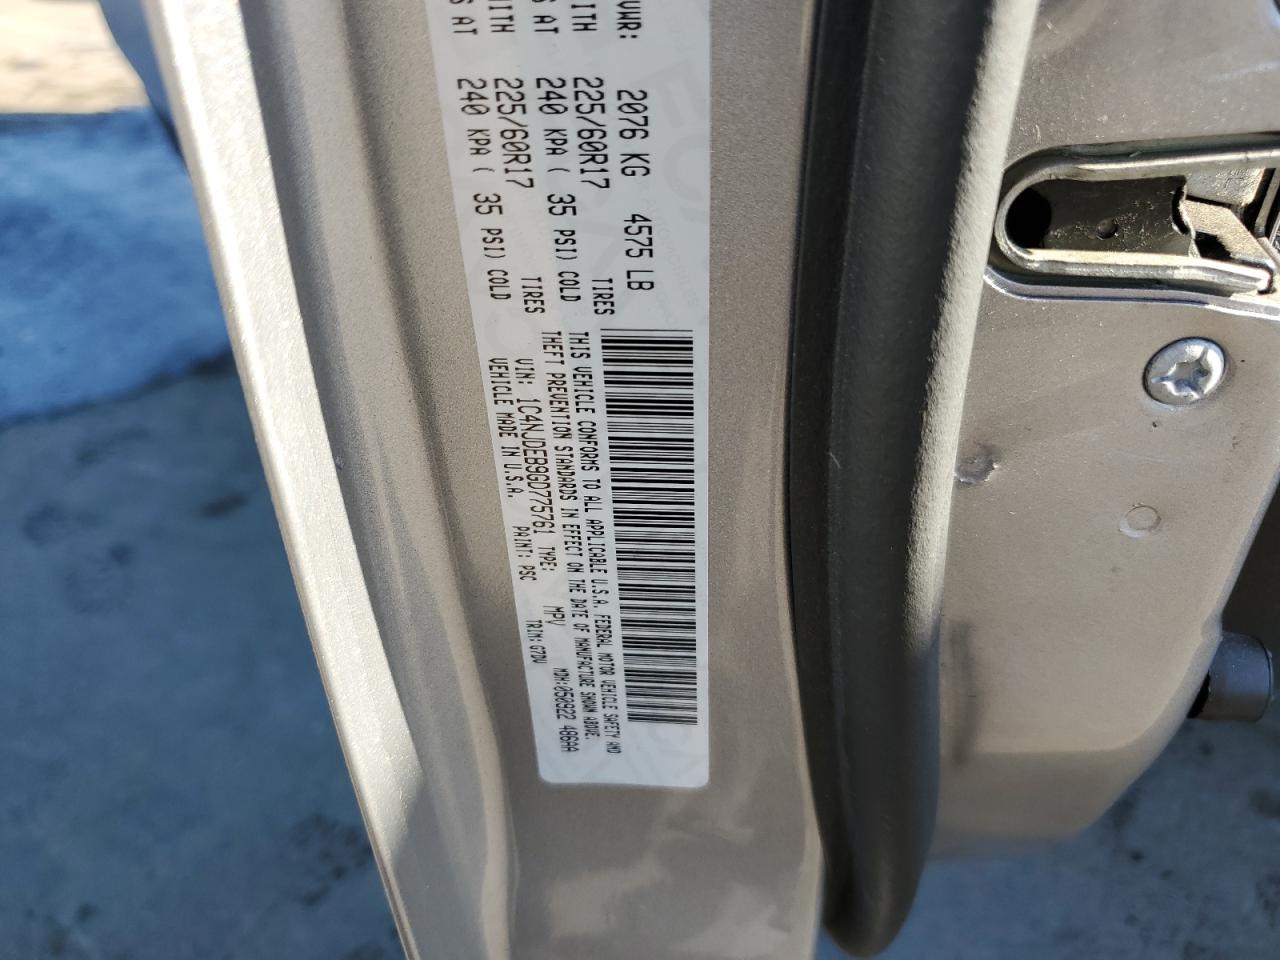 VWR: 2076 KG 4575 LB
ITH 225/60R17 TIRES
S AT 240 KPA ( 35 PSI) COLD
ITH 225/60R17 TIRES
S AT 240 KPA ( 35 PSI) COLD
THIS VEHICLE CONFORMS TO ALL APPLICABLE U.S.A. FEDERAL MOTOR VEHICLE SAFETY AND
THEFT PREVENTION STANDARDS IN EFFECT ON THE DATE OF MANUFACTURE SHOWN ABOVE.
VIN: 1C4NJDEB9GD775761 TYPE: MPV MDH:050922 486AA
VEHICLE MADE IN U.S.A. PAINT: PSC TRIM: G7DV